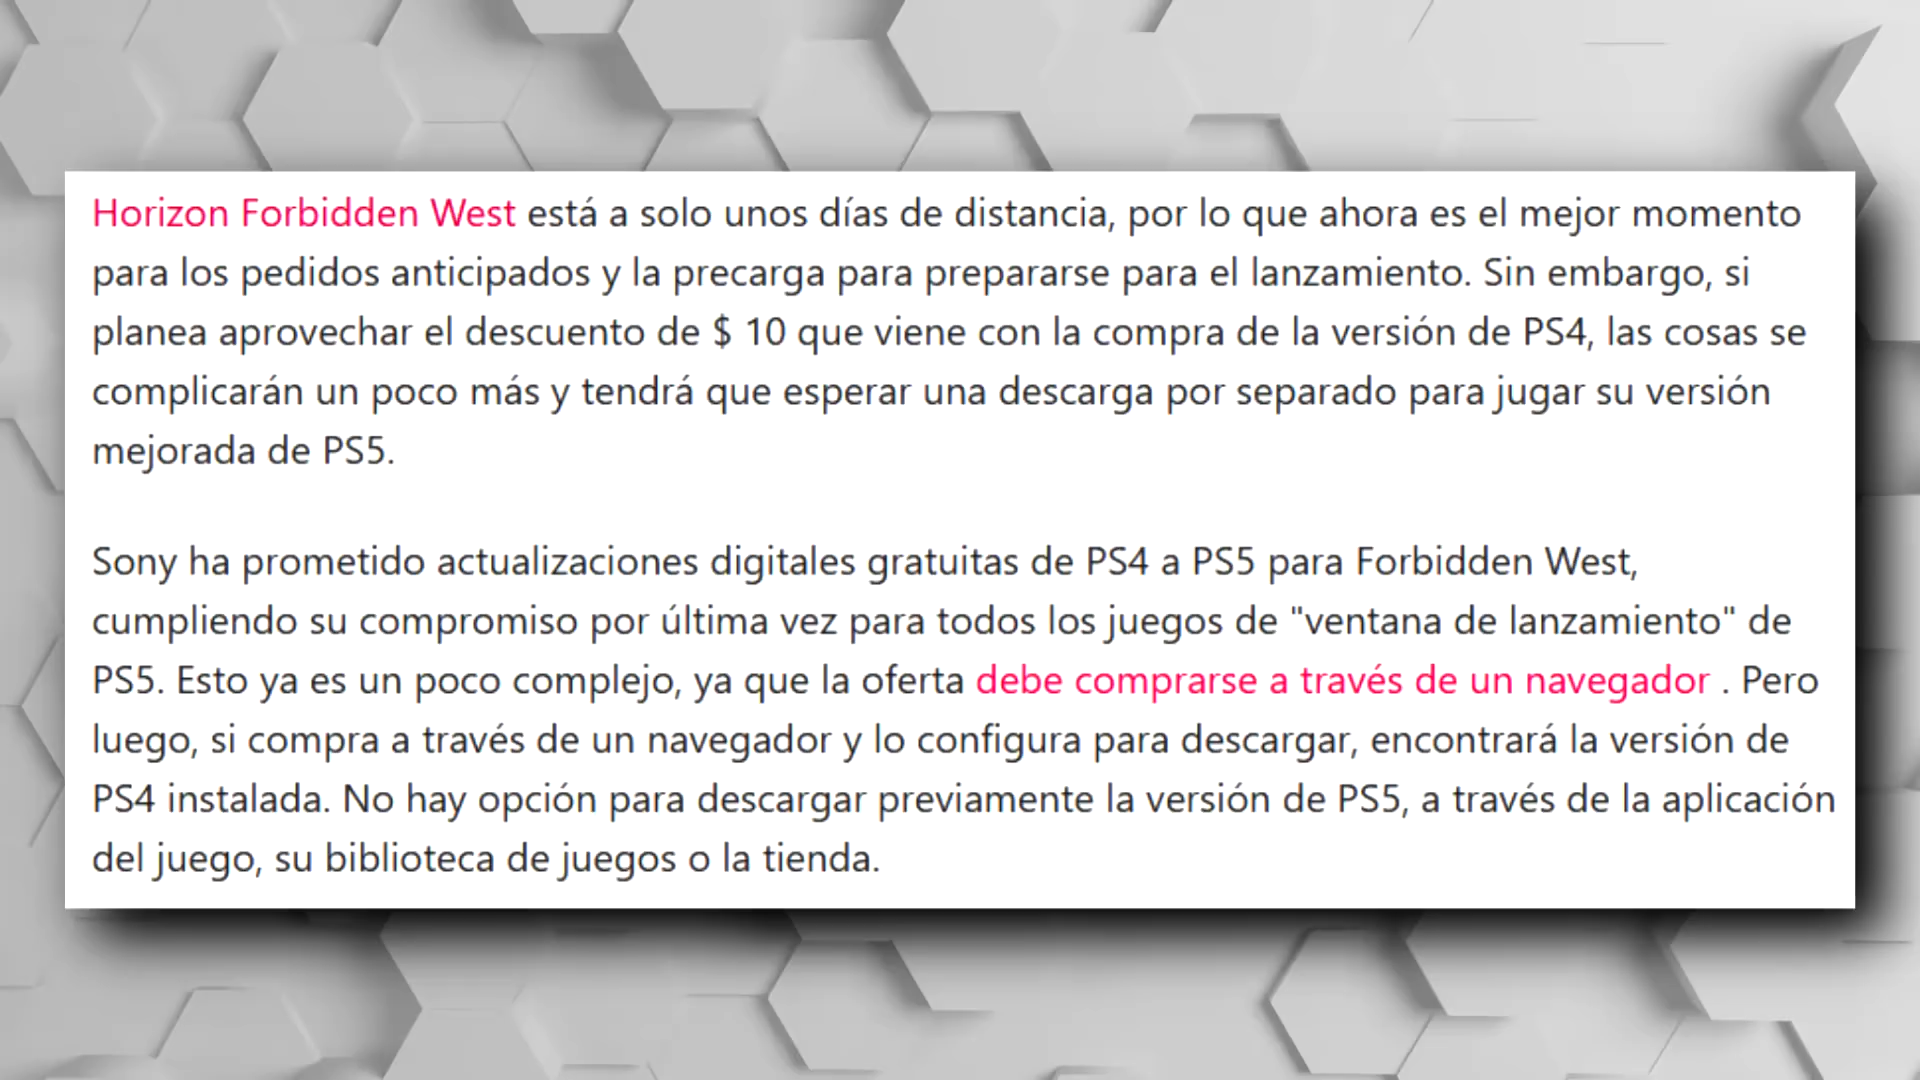 Horizon Forbidden West está a solo unos días de distancia, por lo que ahora es el mejor momento
para los pedidos anticipados y la precarga para prepararse para el lanzamiento. Sin embargo, si
planea aprovechar el descuento de $ 10 que viene con la compra de la versión de PS4, las cosas se
complicarán un poco más y tendrá que esperar una descarga por separado para jugar su versión
mejorada de PS5.
Sony ha prometido actualizaciones digitales gratuitas de PS4 a PS5 para Forbidden West,
cumpliendo su compromiso por última vez para todos los juegos de "ventana de lanzamiento" de
PS5. Esto ya es un poco complejo, ya que la oferta debe comprarse a través de un navegador . Pero
luego, si compra a través de un navegador y lo configura para descargar, encontrará la versión de
PS4 instalada. No hay opción para descargar previamente la versión de PS5, a través de la aplicación
del juego, su biblioteca de juegos o la tienda.